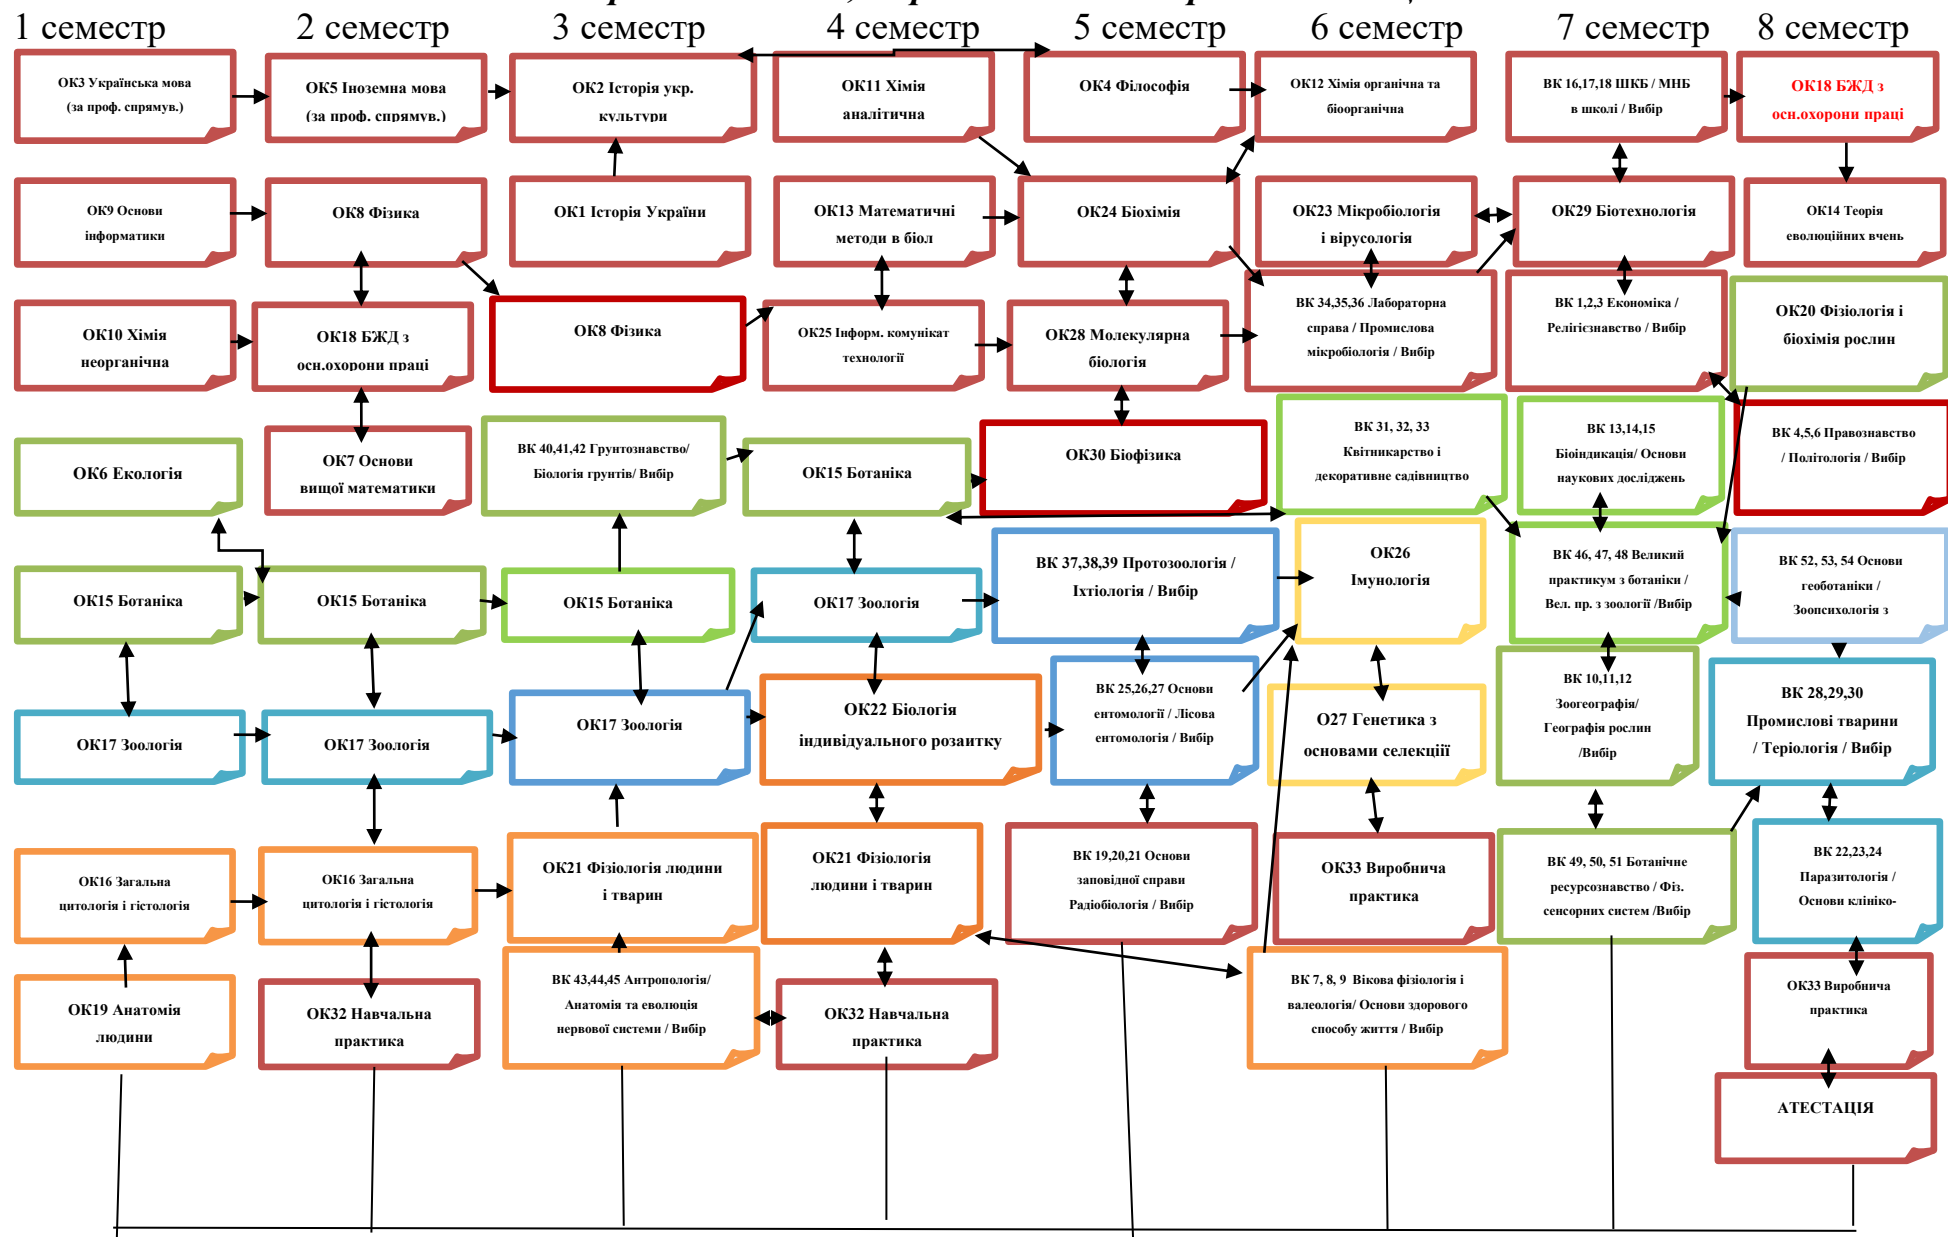 1 семестр
2 семестр
3 семестр
4 семестр
5 семестр
6 семестр
7 семестр
8 семестр
ОК3 Українська мова
(за проф. спрямув.)
ОК5 Іноземна мова
(за проф. спрямув.)
ОК2 Історія укр.
культури
ОК11 Хімія
аналітична
ОК4 Філософія
ОК12 Хімія органічна та
біоорганічна
ВК 16,17,18 ШКБ / МНБ
в школі / Вибір
ОК18 БЖД з
осн.охорони праці
ОК9 Основи
інформатики
ОК8 Фізика
ОК1 Історія України
ОК13 Математичні
методи в біол
ОК24 Біохімія
ОК23 Мікробіологія
і вірусологія
ОК29 Біотехнологія
ОК14 Теорія
еволюційних вчень
ОК10 Хімія
неорганічна
ОК18 БЖД з
осн.охорони праці
ОК8 Фізика
ОК25 Інформ. комунікат
технології
ОК28 Молекулярна
біологія
ВК 34,35,36 Лабораторна
справа / Промислова
мікробіологія / Вибір
ВК 1,2,3 Економіка /
Релігієзнавство / Вибір
ОК20 Фізіологія і
біохімія рослин
ОК6 Екологія
ОК7 Основи
вищої математики
ВК 40,41,42 Грунтознавство/
Біологія грунтів/ Вибір
ОК15 Ботаніка
ОК30 Біофізика
ВК 31, 32, 33
Квітникарство і
декоративне садівництво
ВК 13,14,15
Біоіндикація/ Основи
наукових досліджень
ВК 4,5,6 Правознавство
/ Політологія / Вибір
ОК15 Ботаніка
ОК15 Ботаніка
ОК15 Ботаніка
ОК17 Зоологія
ВК 37,38,39 Протозоологія /
Іхтіологія / Вибір
ОК26
Імунологія
ВК 46, 47, 48 Великий
практикум з ботаніки /
Вел. пр. з зоології /Вибір
ВК 52, 53, 54 Основи
геоботаніки /
Зоопсихологія з
ОК17 Зоологія
ОК17 Зоологія
ОК17 Зоологія
ОК22 Біологія
індивідуального розаитку
ВК 25,26,27 Основи
ентомології / Лісова
ентомологія / Вибір
О27 Генетика з
основами селекціії
ВК 10,11,12
Зоогеографія/
Географія рослин
/Вибір
ВК 28,29,30
Промислові тварини
/ Теріологія / Вибір
ОК16 Загальна
цитологія і гістологія
ОК16 Загальна
цитологія і гістологія
ОК21 Фізіологія людини
і тварин
ОК21 Фізіологія
людини і тварин
ВК 19,20,21 Основи
заповідної справи
Радіобіологія / Вибір
ОК33 Виробнича
практика
ВК 49, 50, 51 Ботанічне
ресурсознавство / Фіз.
сенсорних систем /Вибір
ВК 22,23,24
Паразитологія /
Основи клініко-
ОК19 Анатомія
людини
ОК32 Навчальна
практика
ВК 43,44,45 Антропологія/
Анатомія та еволюція
нервової системи / Вибір
ОК32 Навчальна
практика
ВК 7, 8, 9 Вікова фізіологія і
валеологія/ Основи здорового
способу життя / Вибір
ОК33 Виробнича
практика
АТЕСТАЦІЯ